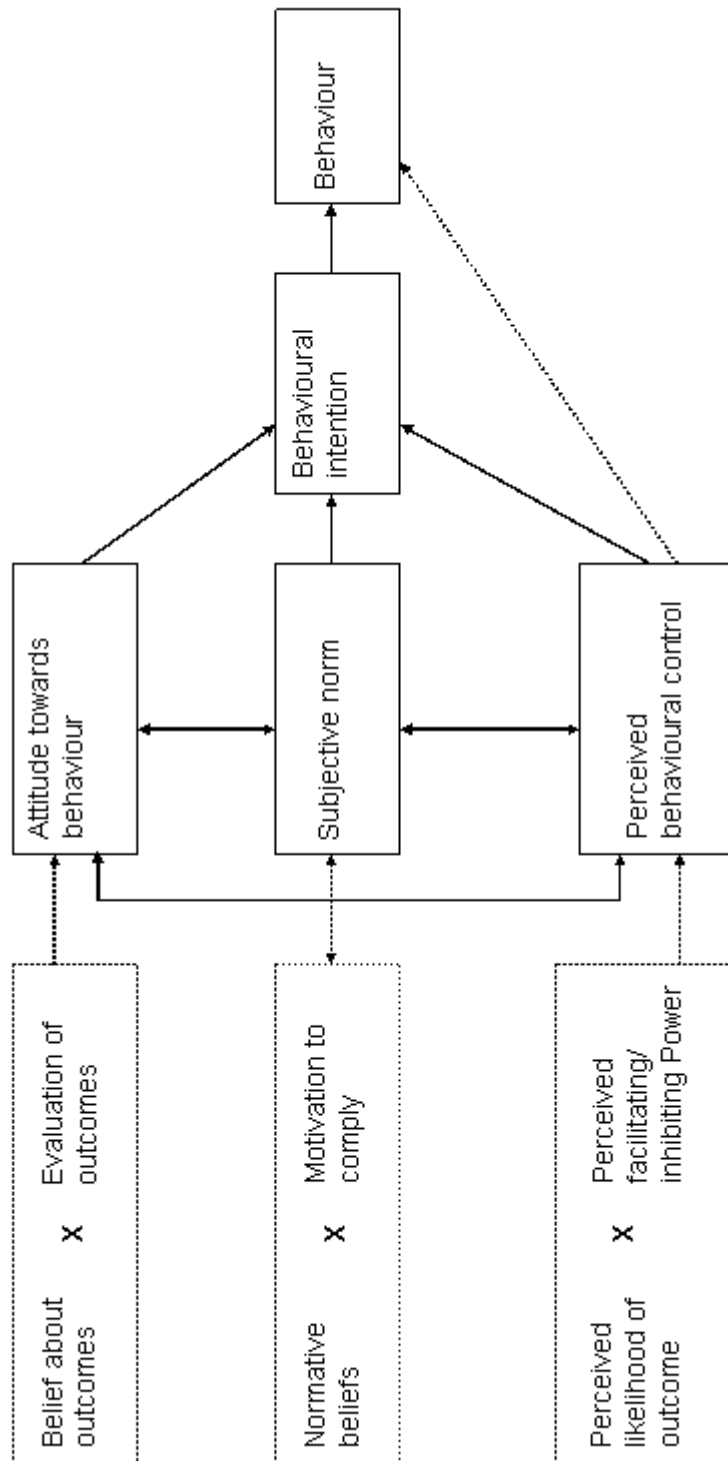 Belief about
outcomes
X
Evaluation of
outcomes
Attitude towards
behaviour
Normative
beliefs
X
Motivation to
comply
Subjective norm
Behavioural
intention
Behaviour
Perceived
likelihood of
outcome
X
Perceived
facilitating/
inhibiting Power
Perceived
behavioural control